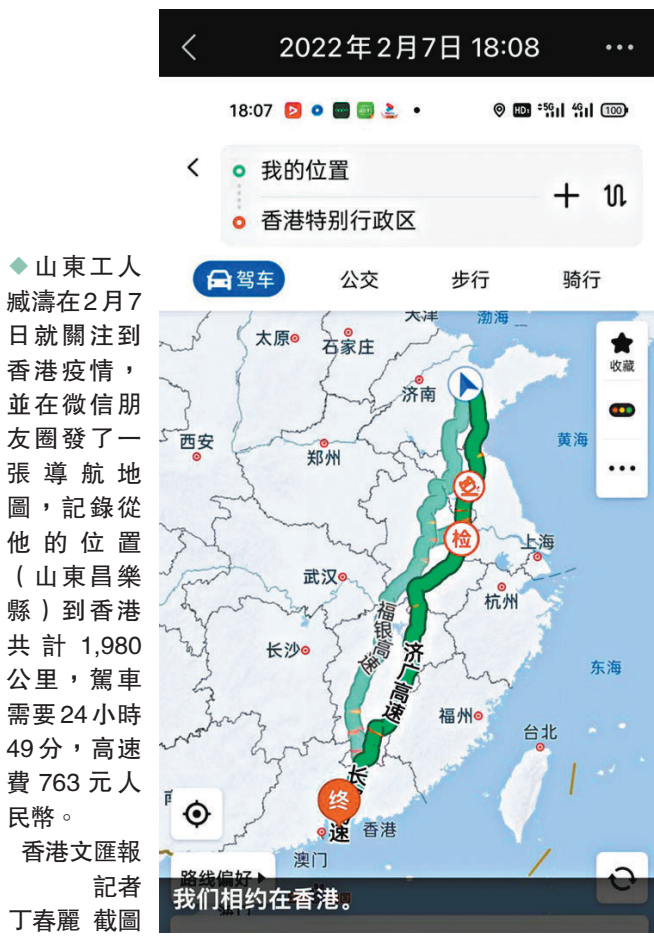 ◆山東工人
臧濤在2月7
日就關注到
香港疫情，
並在微信朋
友圈發了一
張導航地
圖，記錄從
他的位置
（山東昌樂
縣）到香港
共計1,980
公里，駕車
需要24小時
49分，高速
費763元人
民幣。
香港文匯報
記者
丁春麗 截圖
2022年2月7日 18:08
18:07
HD 5G 4G 100
我的位置
香港特别行政区
驾车 公交 步行 骑行
天津
渤海
太原
石家庄
济南
收藏
西安
郑州
黄海
检
上海
武汉
杭州
福银高速
长沙
济广高速
东海
福州
台北
终
速
香港
澳门
路线偏好
我们相约在香港。